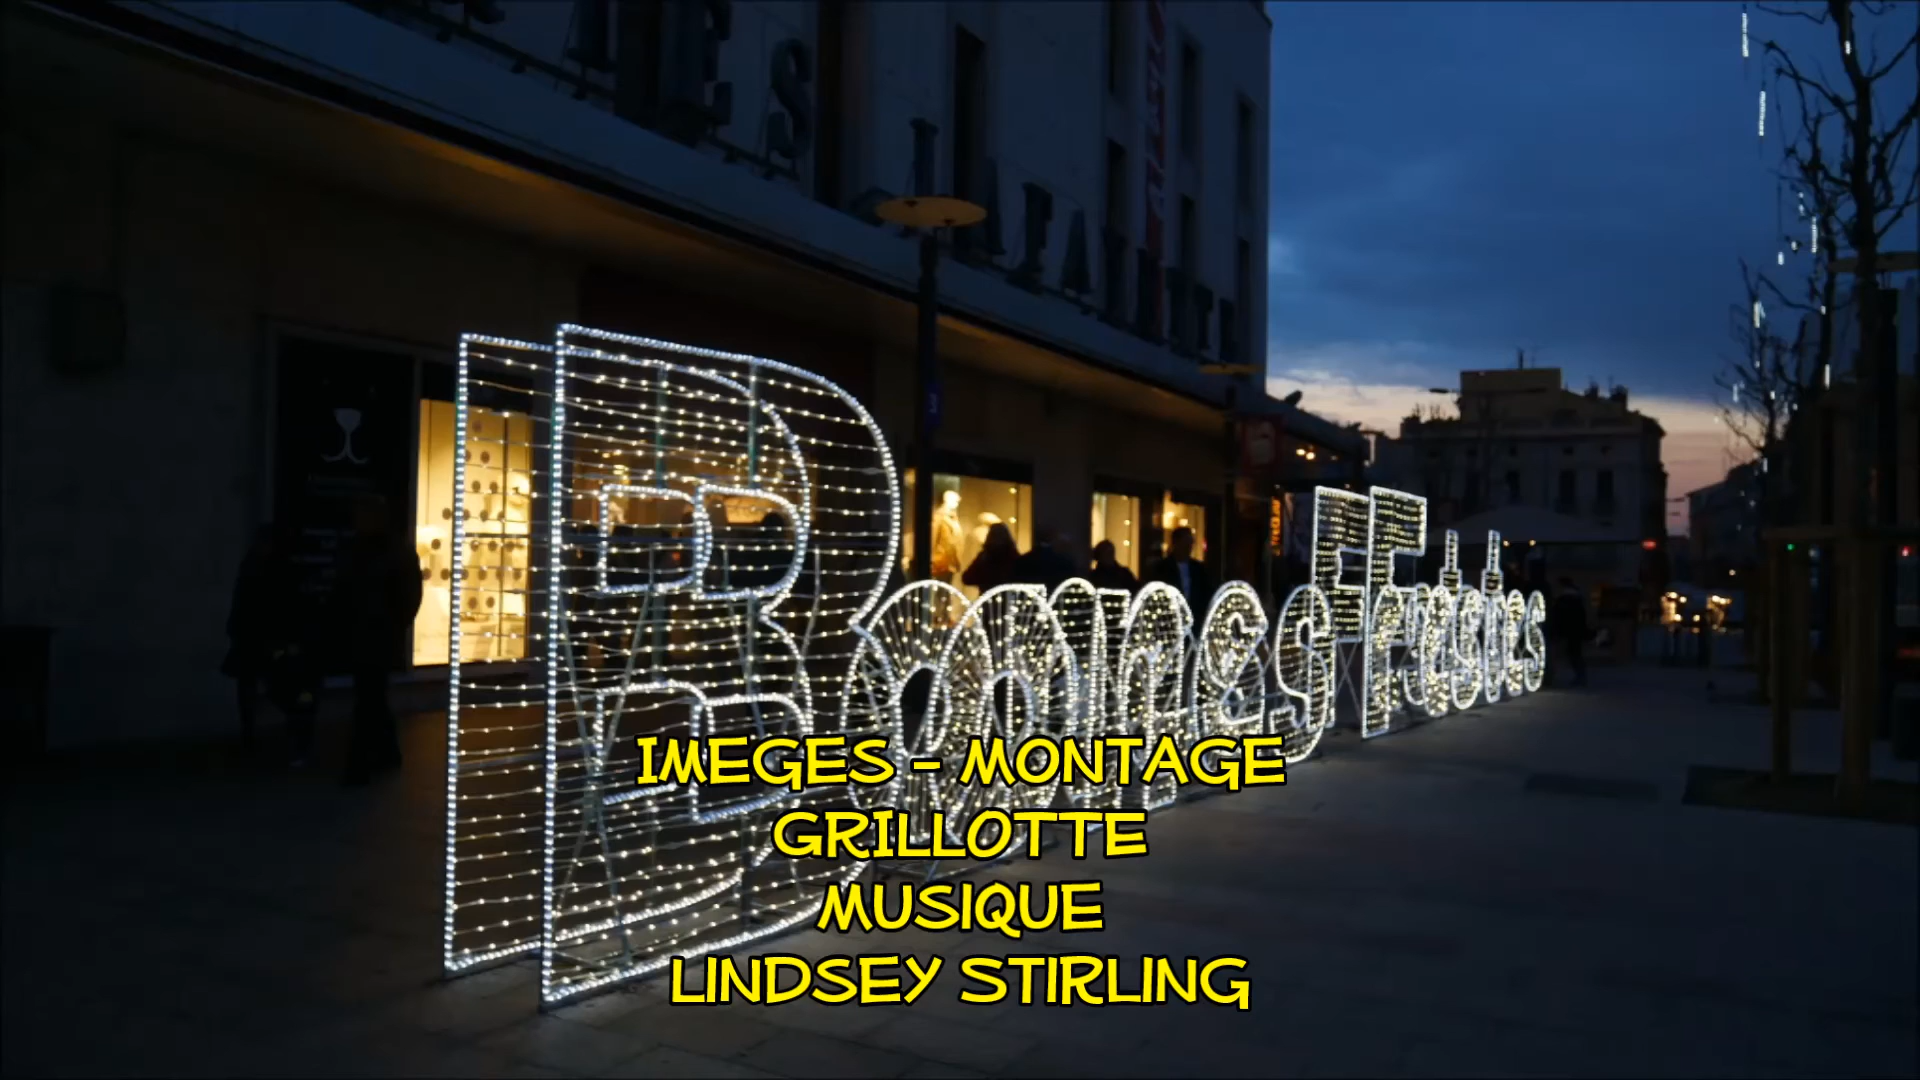 Bonnes Fêtes
IMEGES - MONTAGE
GRILLOTTE
MUSIQUE
LINDSEY STIRLING